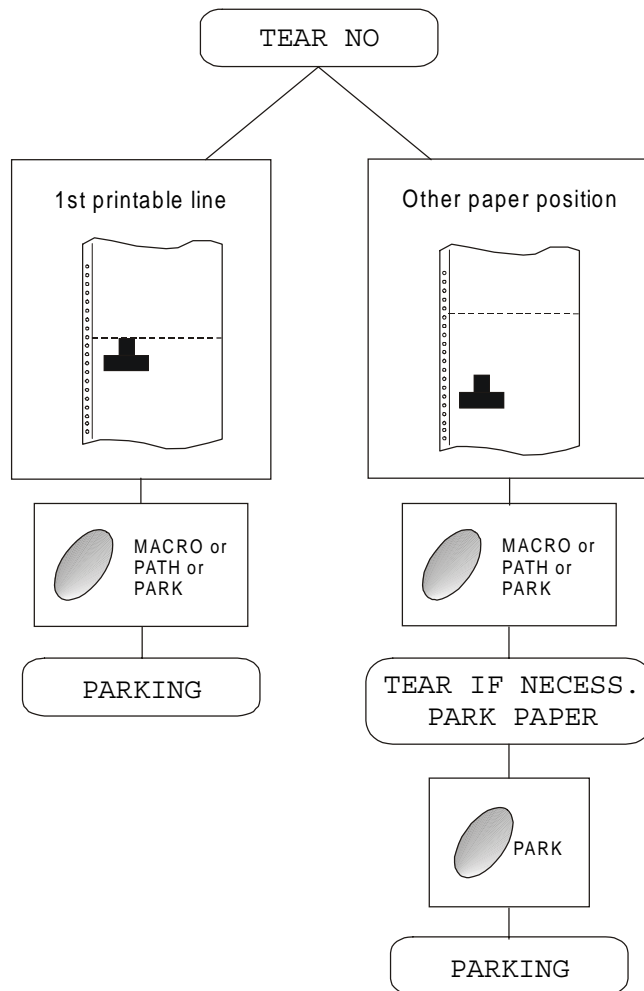 TEAR NO
1st printable line
MACRO or
PATH or
PARK
PARKING
Other paper position
MACRO or
PATH or
PARK
TEAR IF NECESS.
PARK PAPER
PARK
PARKING